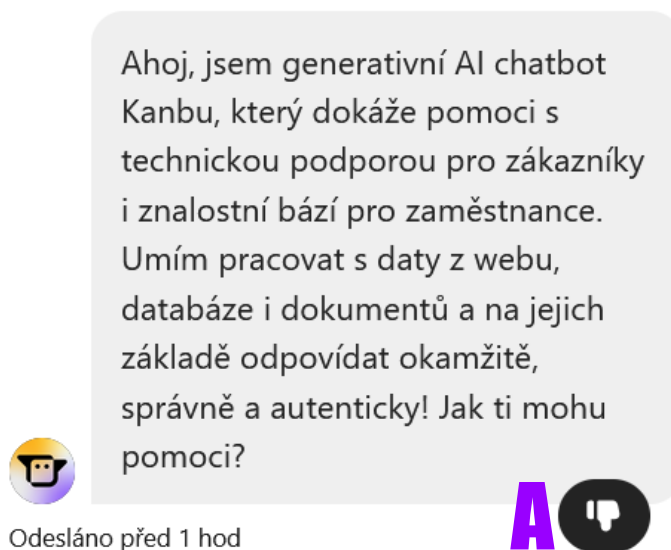 Ahoj, jsem generativní AI chatbot
Kanbu, který dokáže pomoci s
technickou podporou pro zákazníky
i znalostní bází pro zaměstnance.
Umím pracovat s daty z webu,
databáze i dokumentů a na jejich
základě odpovídat okamžitě,
správně a autenticky! Jak ti mohu
pomoci?
A
Odesláno před 1 hod